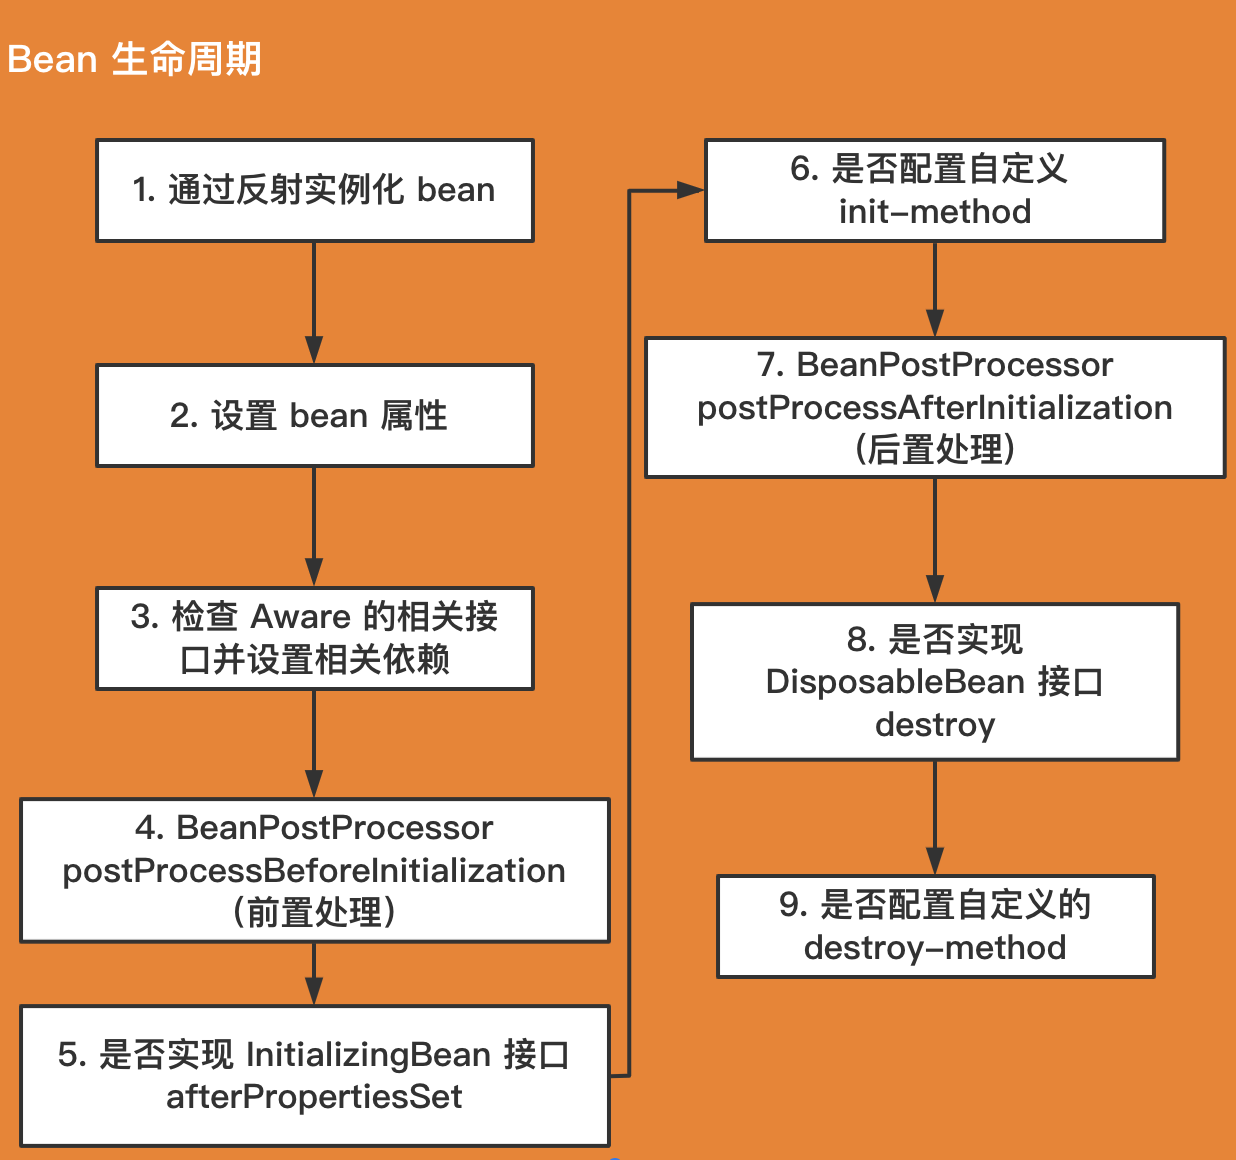 Bean 生命周期
1. 通过反射实例化 bean
2. 设置 bean 属性
3. 检查 Aware 的相关接
口并设置相关依赖
4. BeanPostProcessor
postProcessBeforeInitialization
（前置处理）
5. 是否实现 InitializingBean 接口
afterPropertiesSet
6. 是否配置自定义
init-method
7. BeanPostProcessor
postProcessAfterInitialization
（后置处理）
8. 是否实现
DisposableBean 接口
destroy
9. 是否配置自定义的
destroy-method